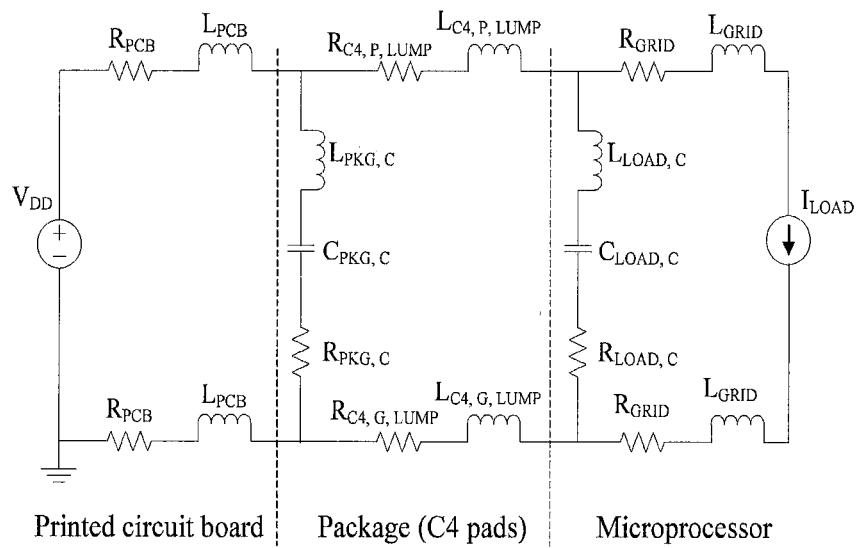 R_PCB L_PCB R_C4, P, LUMP L_C4, P, LUMP R_GRID L_GRID
L_PKG, C L_LOAD, C
V_DD + − I_LOAD
C_PKG, C C_LOAD, C
R_PKG, C R_LOAD, C
R_PCB L_PCB R_C4, G, LUMP L_C4, G, LUMP R_GRID L_GRID
Printed circuit board Package (C4 pads) Microprocessor